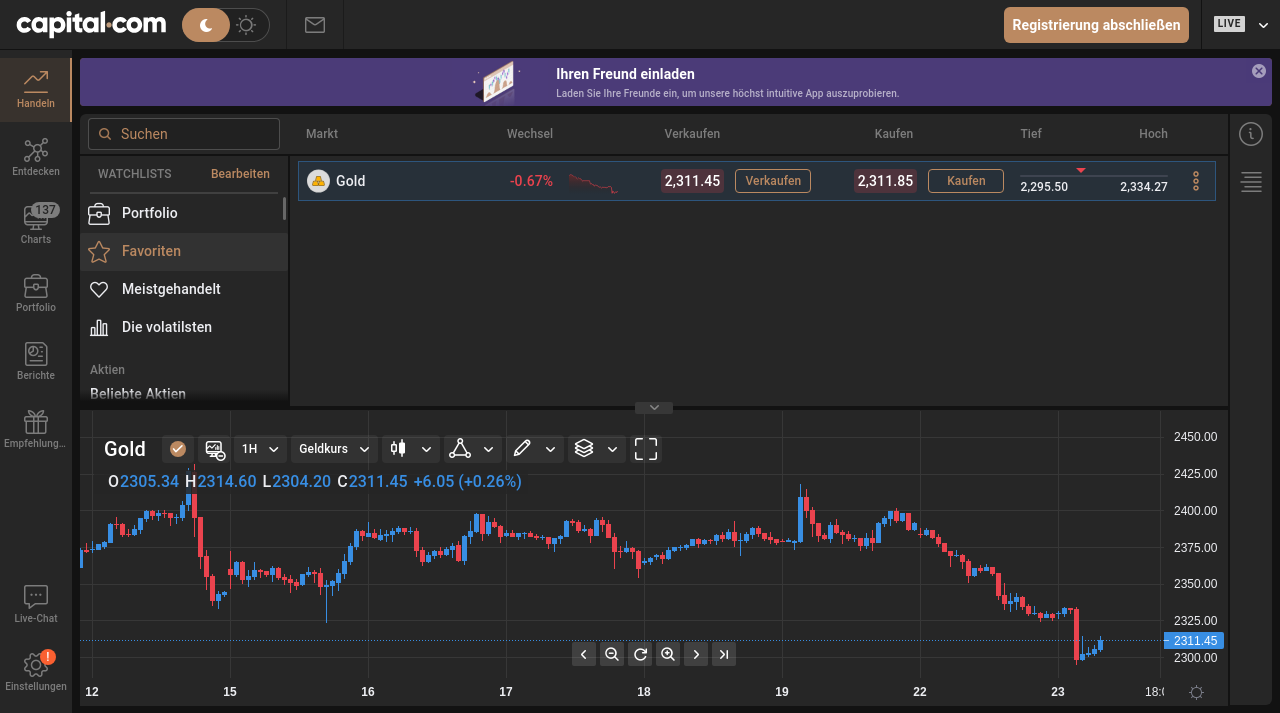 capital.com
Registrierung abschließen
LIVE
Ihren Freund einladen
Laden Sie Ihre Freunde ein, um unsere höchst intuitive App auszuprobieren.
Handeln
Entdecken
137
Charts
Portfolio
Berichte
Empfehlung...
Live-Chat
!
Einstellungen
Suchen
Markt Wechsel Verkaufen Kaufen Tief Hoch
WATCHLISTS Bearbeiten
Portfolio
Favoriten
Meistgehandelt
Die volatilsten
Aktien
Beliebte Aktien
Gold -0.67% 2,311.45 Verkaufen 2,311.85 Kaufen 2,295.50 2,334.27
Gold 1H Geldkurs
O2305.34 H2314.60 L2304.20 C2311.45 +6.05 (+0.26%)
2450.00
2425.00
2400.00
2375.00
2350.00
2325.00
2311.45
2300.00
12 15 16 17 18 19 22 23 18:0